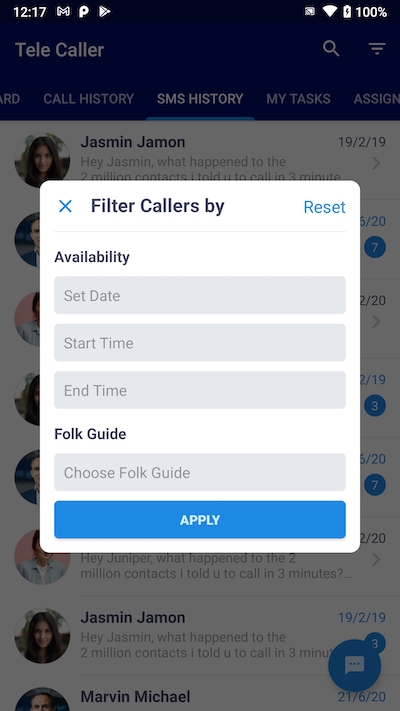 12:17
100%
Tele Caller
ARD CALL HISTORY SMS HISTORY MY TASKS ASSIGN
Jasmin Jamon 19/2/19
Hey Jasmin, what happened to the
2 million contacts i told u to call in 3 minute
Filter Callers by
Reset
6/20
7
Availability
Set Date
2/20
Start Time
End Time
2/19
3
Folk Guide
6/20
Choose Folk Guide
7
APPLY
2/20
Hey Juniper, what happened to the 2
million contacts i told u to call in 3 minutes?...
Jasmin Jamon 19/2/19
Hey Jasmin, what happened to the
3
2 million contacts i told u to call in 3 minut
Marvin Michael 21/6/20